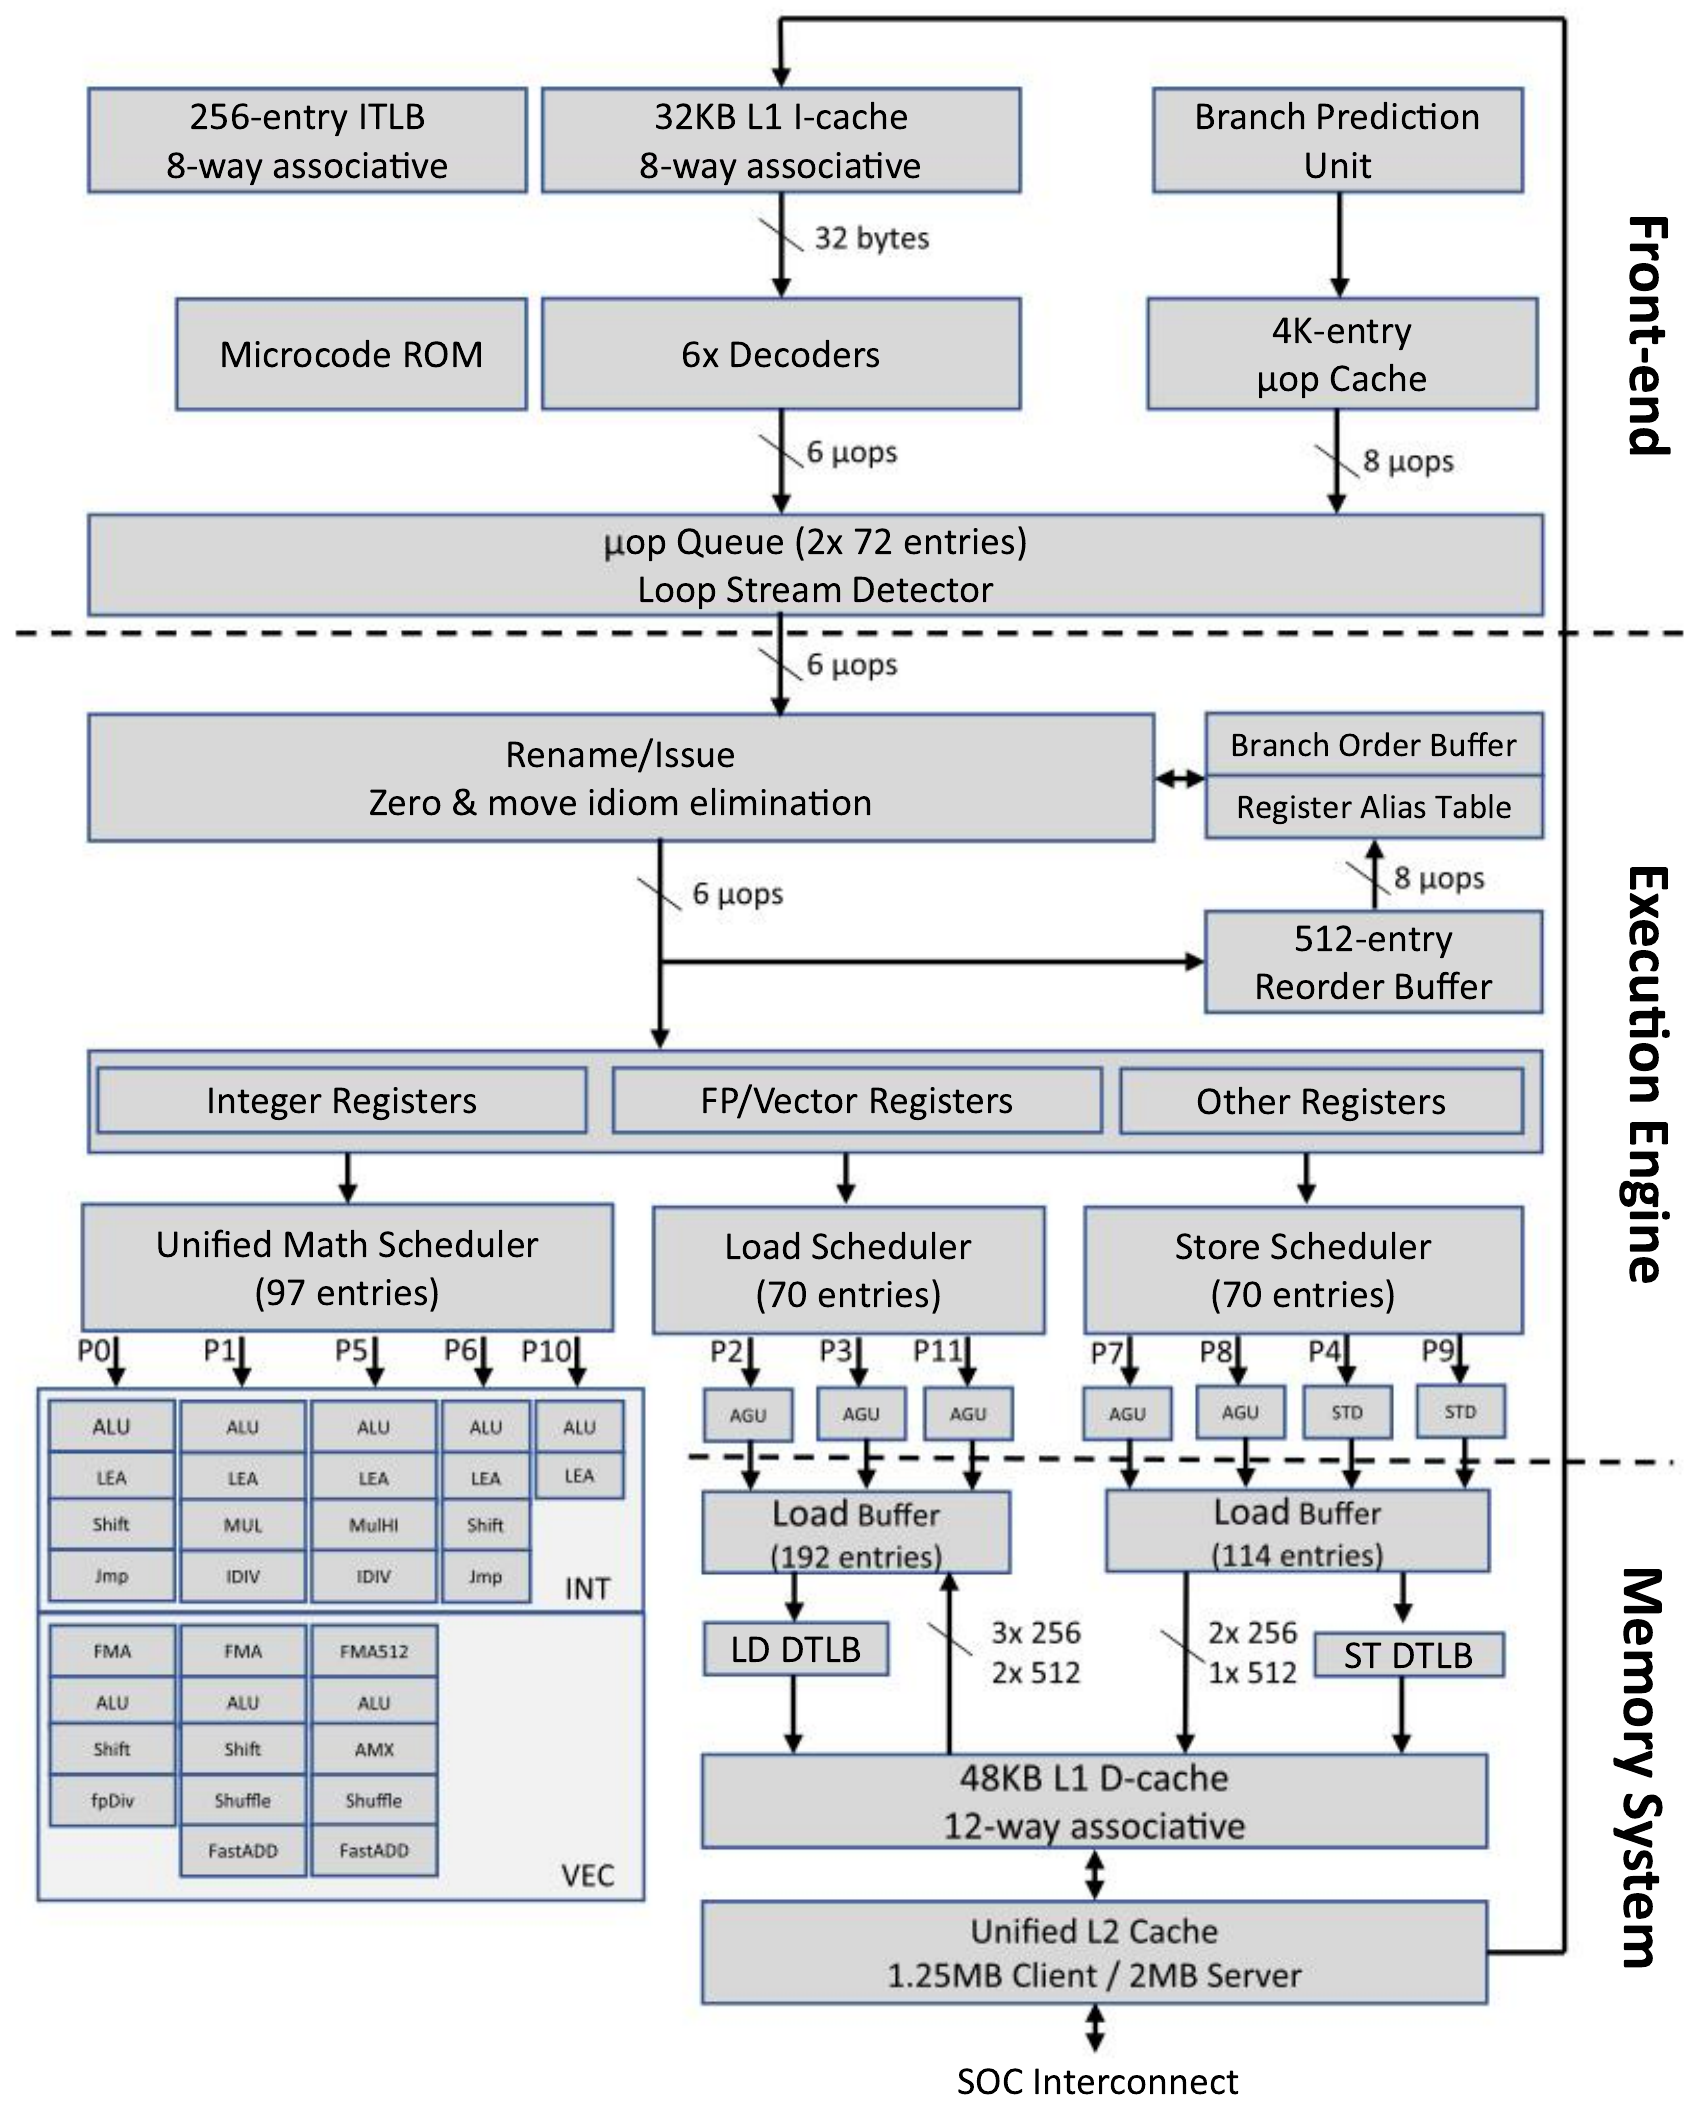 256-entry ITLB
8-way associative
32KB L1 I-cache
8-way associative
Branch Prediction
Unit
32 bytes
Microcode ROM
6x Decoders
4K-entry
μop Cache
6 μops
8 μops
μop Queue (2x 72 entries)
Loop Stream Detector
Front-end
6 μops
Rename/Issue
Zero & move idiom elimination
Branch Order Buffer
Register Alias Table
6 μops
8 μops
512-entry
Reorder Buffer
Integer Registers
FP/Vector Registers
Other Registers
Unified Math Scheduler
(97 entries)
Load Scheduler
(70 entries)
Store Scheduler
(70 entries)
Execution Engine
P0
P1
P5
P6
P10
P2
P3
P11
P7
P8
P4
P9
ALU
LEA
Shift
Jmp
ALU
LEA
MUL
IDIV
ALU
LEA
MulHI
IDIV
ALU
LEA
Shift
Jmp
ALU
LEA
INT
FMA
ALU
Shift
fpDiv
FMA
ALU
Shift
Shuffle
FastADD
FMA512
ALU
AMX
Shuffle
FastADD
VEC
AGU
AGU
AGU
AGU
AGU
STD
STD
Load Buffer
(192 entries)
Load Buffer
(114 entries)
LD DTLB
3x 256
2x 512
2x 256
1x 512
ST DTLB
48KB L1 D-cache
12-way associative
Unified L2 Cache
1.25MB Client / 2MB Server
SOC Interconnect
Memory System